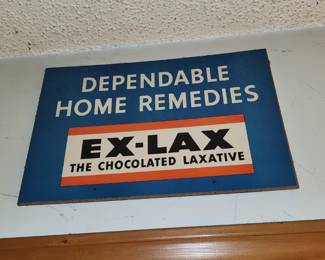 DEPENDABLE
HOME REMEDIES
EX-LAX
THE CHOCOLATED LAXATIVE